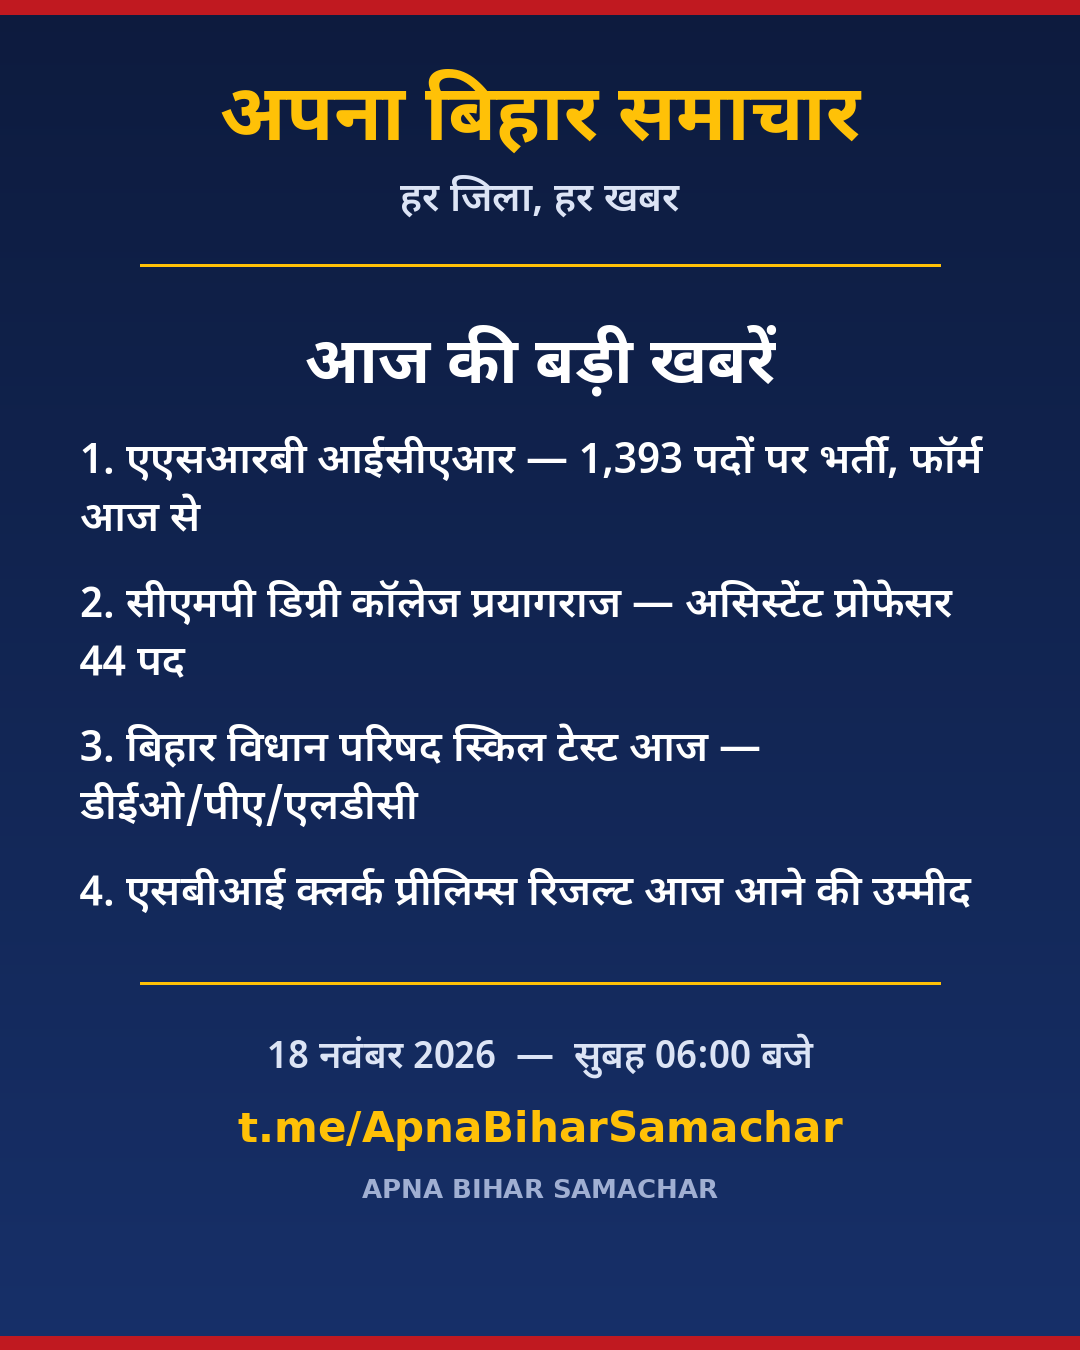 अपना बिहार समाचार
हर जिला, हर खबर
आज की बड़ी खबरें
1. एएसआरबी आईसीएआर — 1,393 पदों पर भर्ती, फॉर्म
आज से
2. सीएमपी डिग्री कॉलेज प्रयागराज — असिस्टेंट प्रोफेसर
44 पद
3. बिहार विधान परिषद स्किल टेस्ट आज —
डीईओ/पीए/एलडीसी
4. एसबीआई क्लर्क प्रीलिम्स रिजल्ट आज आने की उम्मीद
18 नवंबर 2026 — सुबह 06:00 बजे
t.me/ApnaBiharSamachar
APNA BIHAR SAMACHAR